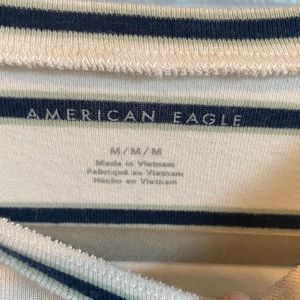 AMERICAN EAGLE
M/M/M
Made in Vietnam
Fabriqué au Vietnam
Hecho en Vietnam